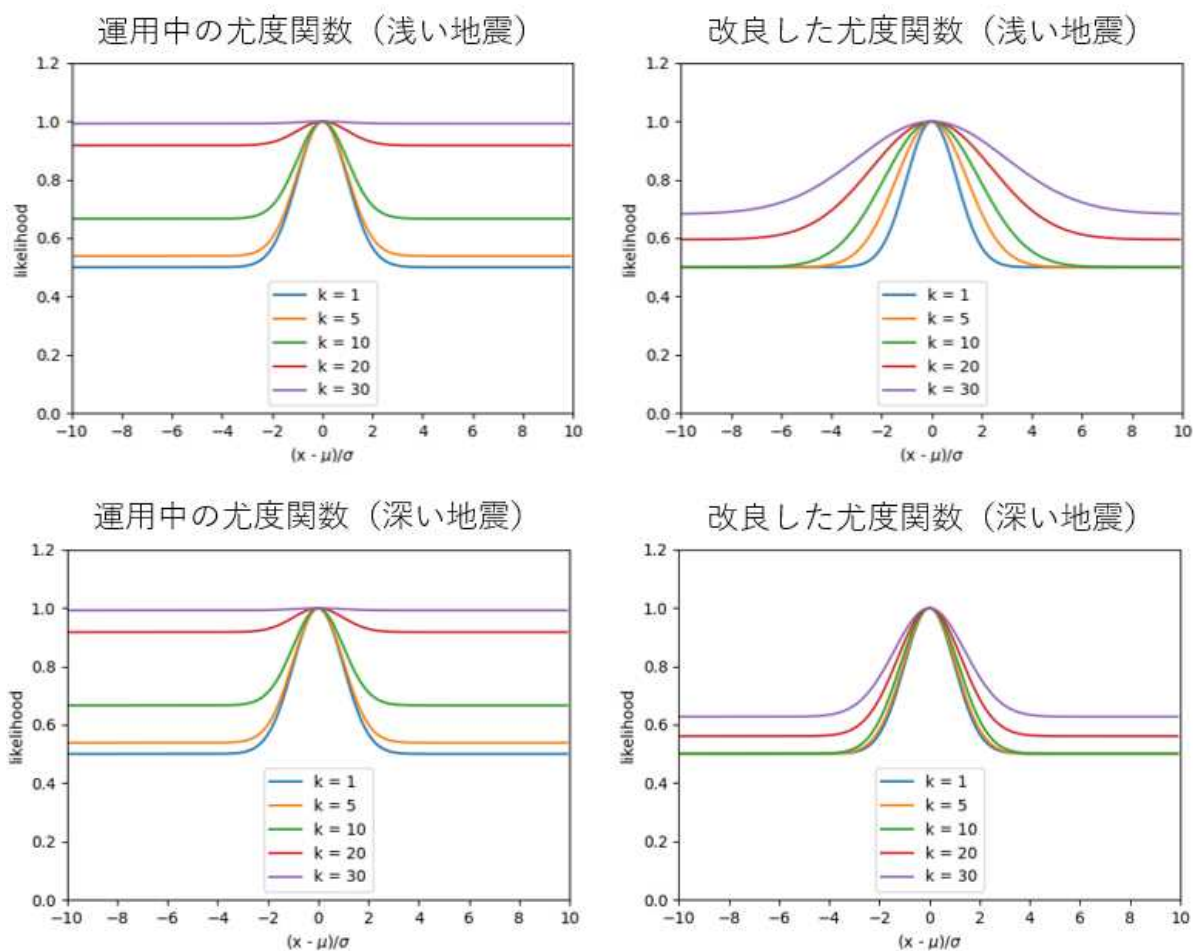 運用中の尤度関数（浅い地震）
1.2
1.0
0.8
0.6
0.4
0.2
0.0
likelihood
k = 1
k = 5
k = 10
k = 20
k = 30
−10 −8 −6 −4 −2 0 2 4 6 8 10
(x - μ)/σ
改良した尤度関数（浅い地震）
1.2
1.0
0.8
0.6
0.4
0.2
0.0
likelihood
k = 1
k = 5
k = 10
k = 20
k = 30
−10 −8 −6 −4 −2 0 2 4 6 8 10
(x - μ)/σ
運用中の尤度関数（深い地震）
1.2
1.0
0.8
0.6
0.4
0.2
0.0
likelihood
k = 1
k = 5
k = 10
k = 20
k = 30
−10 −8 −6 −4 −2 0 2 4 6 8 10
(x - μ)/σ
改良した尤度関数（深い地震）
1.2
1.0
0.8
0.6
0.4
0.2
0.0
likelihood
k = 1
k = 5
k = 10
k = 20
k = 30
−10 −8 −6 −4 −2 0 2 4 6 8 10
(x - μ)/σ